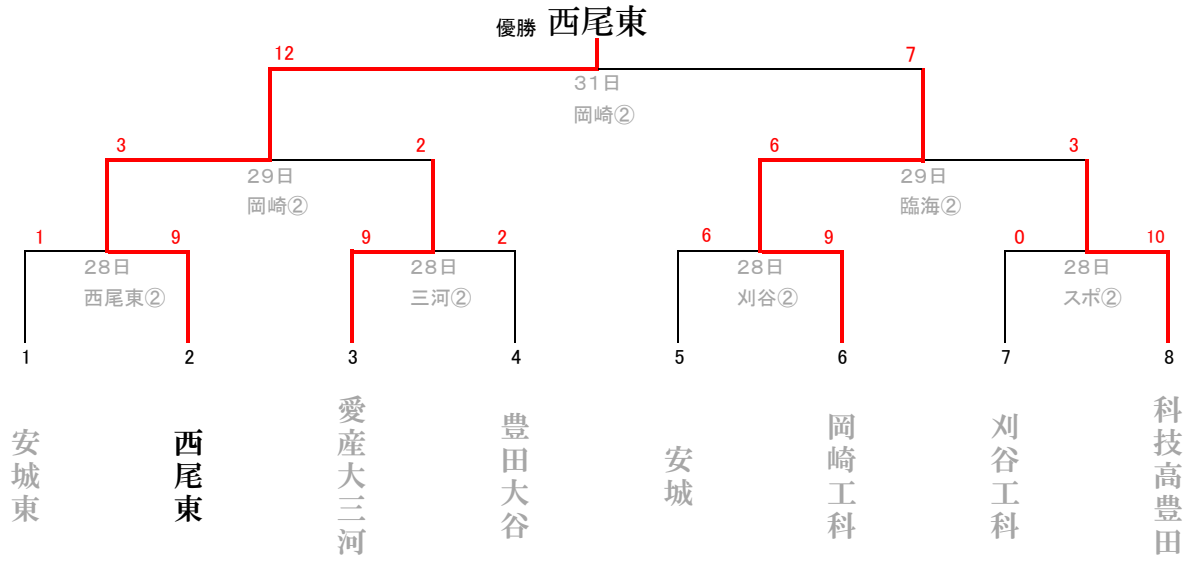 優勝 西尾東
12 7
31日
岡崎②
3 2 6 3
29日 29日
岡崎② 臨海②
1 9 9 2 6 9 0 10
28日 28日 28日 28日
西尾東② 三河② 刈谷② スポ②
1 2 3 4 5 6 7 8
安城東
西尾東
愛産大三河
豊田大谷
安城
岡崎工科
刈谷工科
科技高豊田